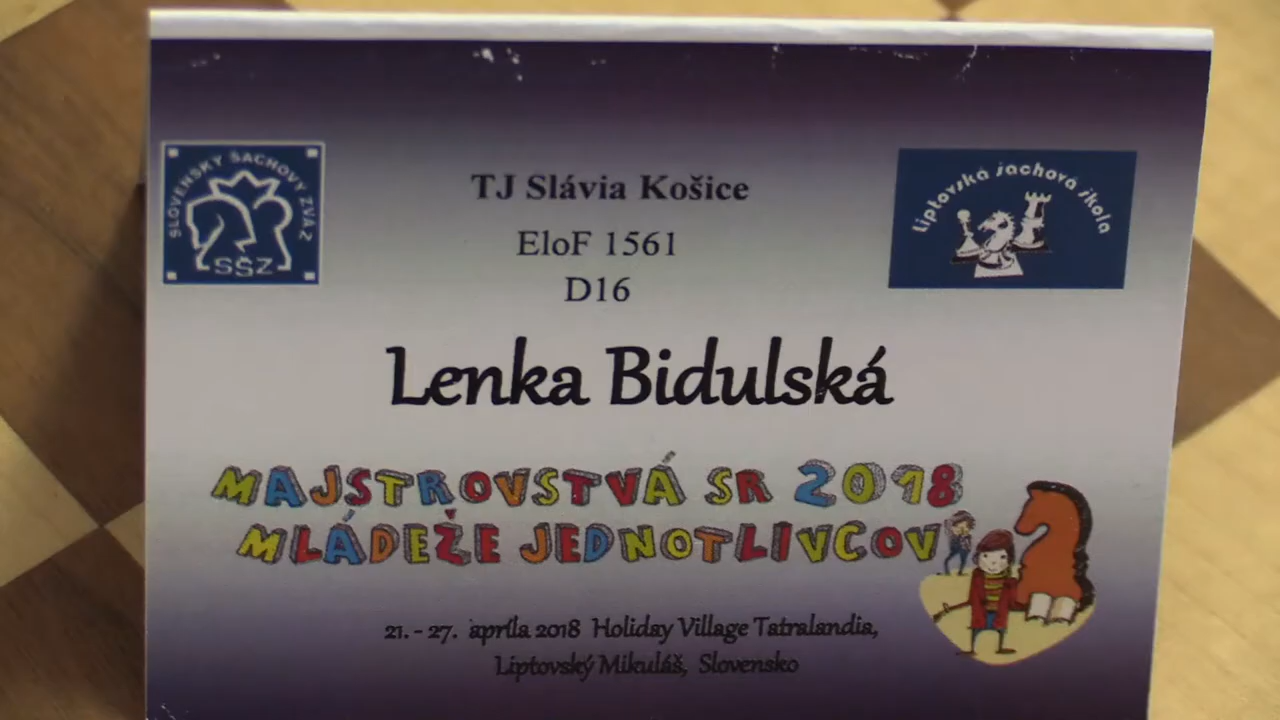 SLOVENSKÝ ŠACHOVÝ ZVÄZ
SŠZ
TJ Slávia Košice
EloF 1561
D16
Liptovská šachová škola
Lenka Bidulská
MAJSTROVSTVÁ SR 2018
MLÁDEŽE JEDNOTLIVCOV
21. - 27. apríla 2018 Holiday Village Tatralandia,
Liptovský Mikuláš, Slovensko